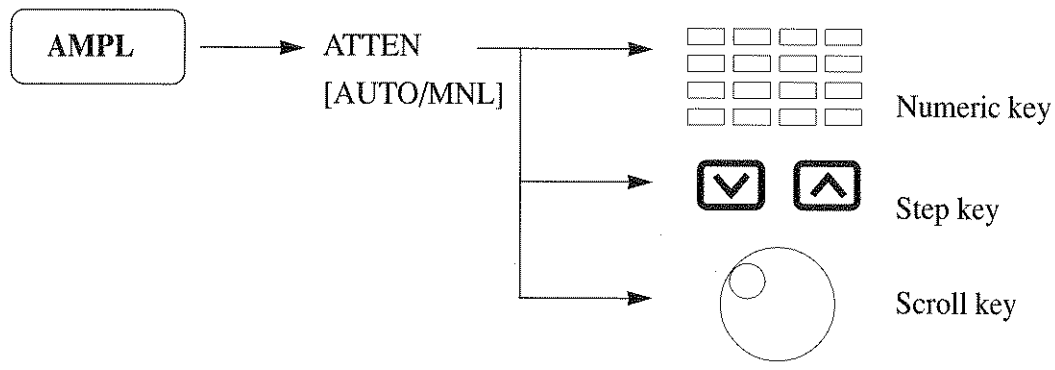 AMPL
ATTEN
[AUTO/MNL]
Numeric key
Step key
Scroll key